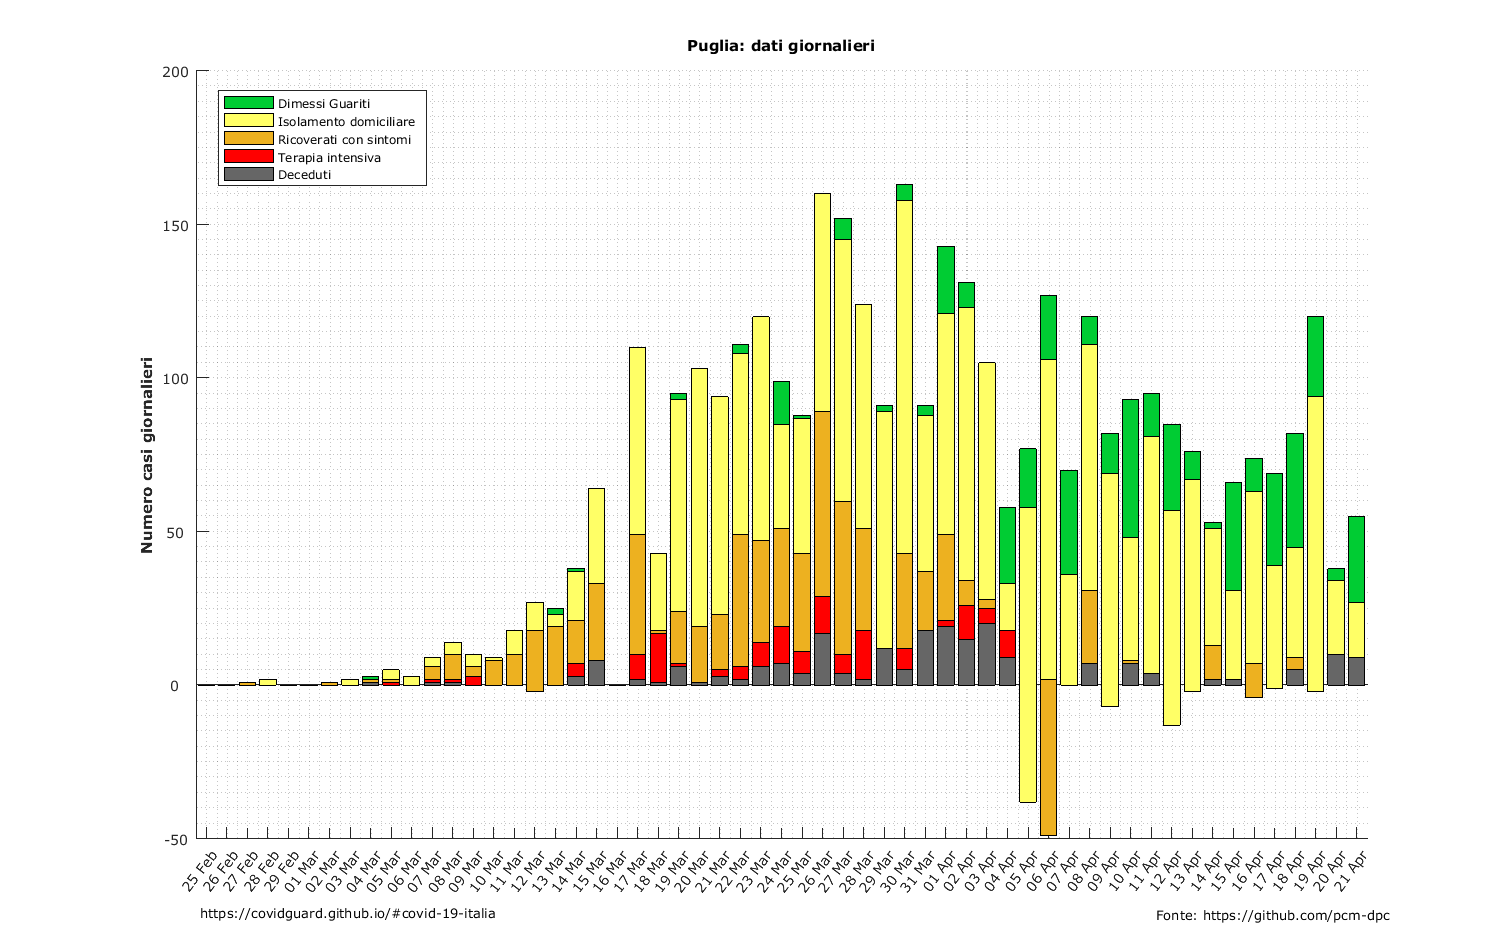 Puglia: dati giornalieri
200
150
100
50
0
-50
Numero casi giornalieri
Dimessi Guariti
Isolamento domiciliare
Ricoverati con sintomi
Terapia intensiva
Deceduti
25 Feb
26 Feb
27 Feb
28 Feb
29 Feb
01 Mar
02 Mar
03 Mar
04 Mar
05 Mar
06 Mar
07 Mar
08 Mar
09 Mar
10 Mar
11 Mar
12 Mar
13 Mar
14 Mar
15 Mar
16 Mar
17 Mar
18 Mar
19 Mar
20 Mar
21 Mar
22 Mar
23 Mar
24 Mar
25 Mar
26 Mar
27 Mar
28 Mar
29 Mar
30 Mar
31 Mar
01 Apr
02 Apr
03 Apr
04 Apr
05 Apr
06 Apr
07 Apr
08 Apr
09 Apr
10 Apr
11 Apr
12 Apr
13 Apr
14 Apr
15 Apr
16 Apr
17 Apr
18 Apr
19 Apr
20 Apr
21 Apr
https://covidguard.github.io/#covid-19-italia
Fonte: https://github.com/pcm-dpc